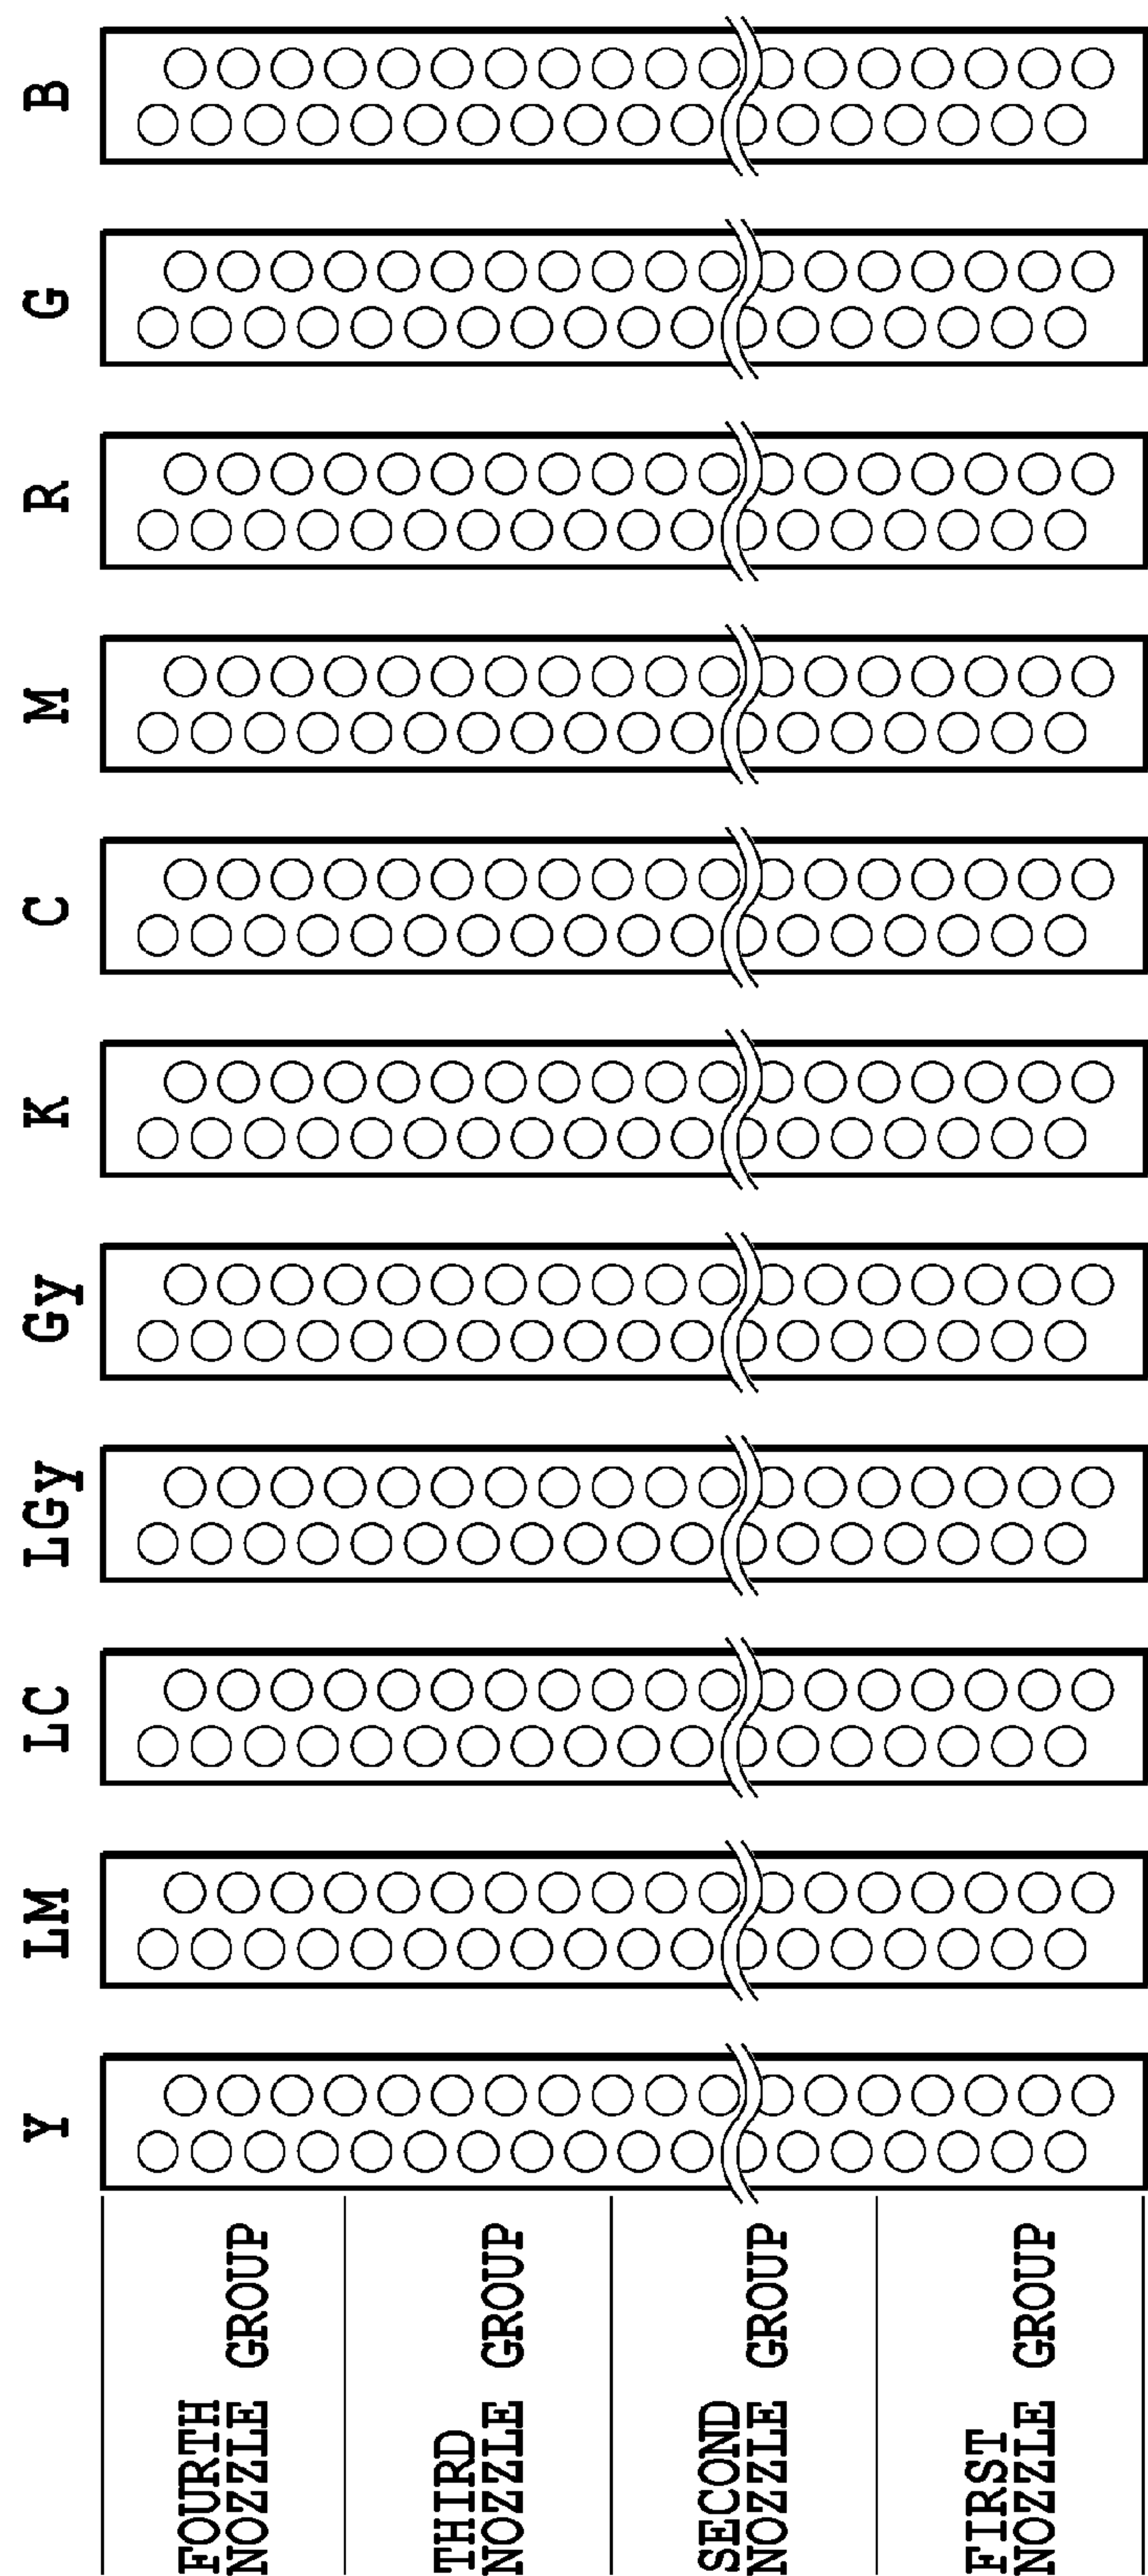 Y
LM
LC
LGy
Gy
K
C
M
R
G
B
FOURTH
NOZZLE GROUP
THIRD
NOZZLE GROUP
SECOND
NOZZLE GROUP
FIRST
NOZZLE GROUP